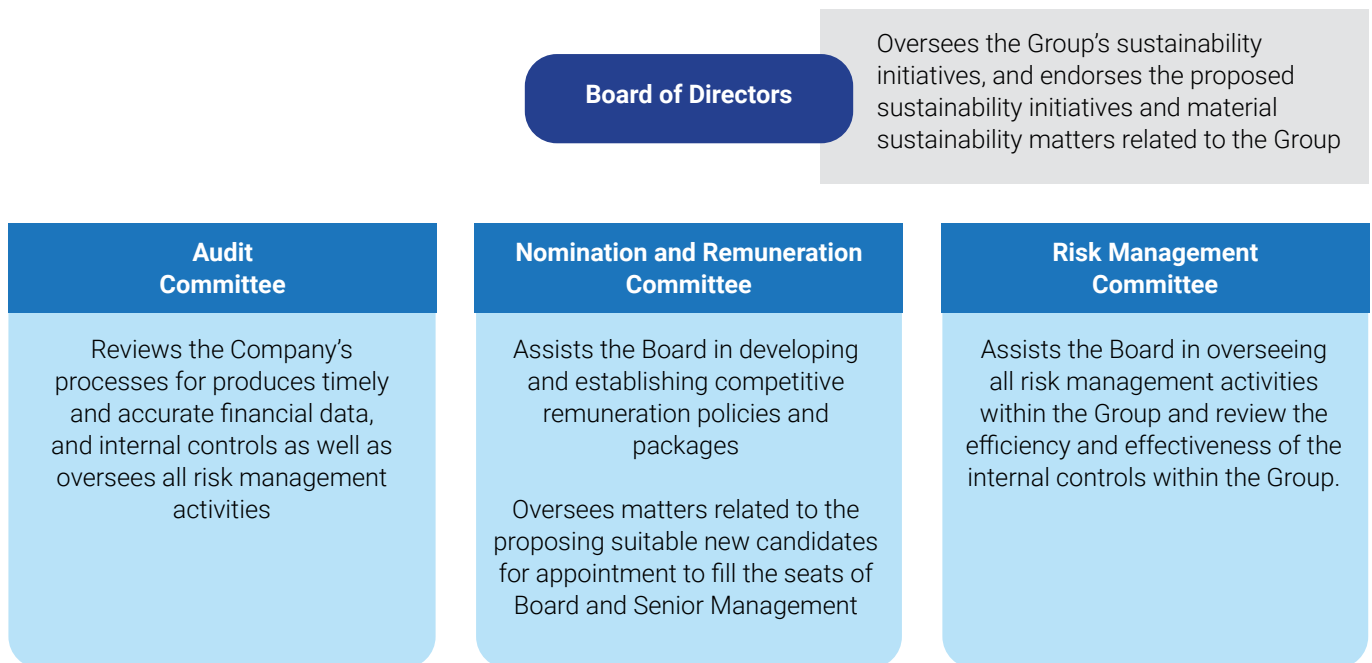 Board of Directors
Oversees the Group’s sustainability
initiatives, and endorses the proposed
sustainability initiatives and material
sustainability matters related to the Group
Audit
Committee
Reviews the Company’s
processes for produces timely
and accurate financial data,
and internal controls as well as
oversees all risk management
activities
Nomination and Remuneration
Committee
Assists the Board in developing
and establishing competitive
remuneration policies and
packages
Oversees matters related to the
proposing suitable new candidates
for appointment to fill the seats of
Board and Senior Management
Risk Management
Committee
Assists the Board in overseeing
all risk management activities
within the Group and review the
efficiency and effectiveness of the
internal controls within the Group.